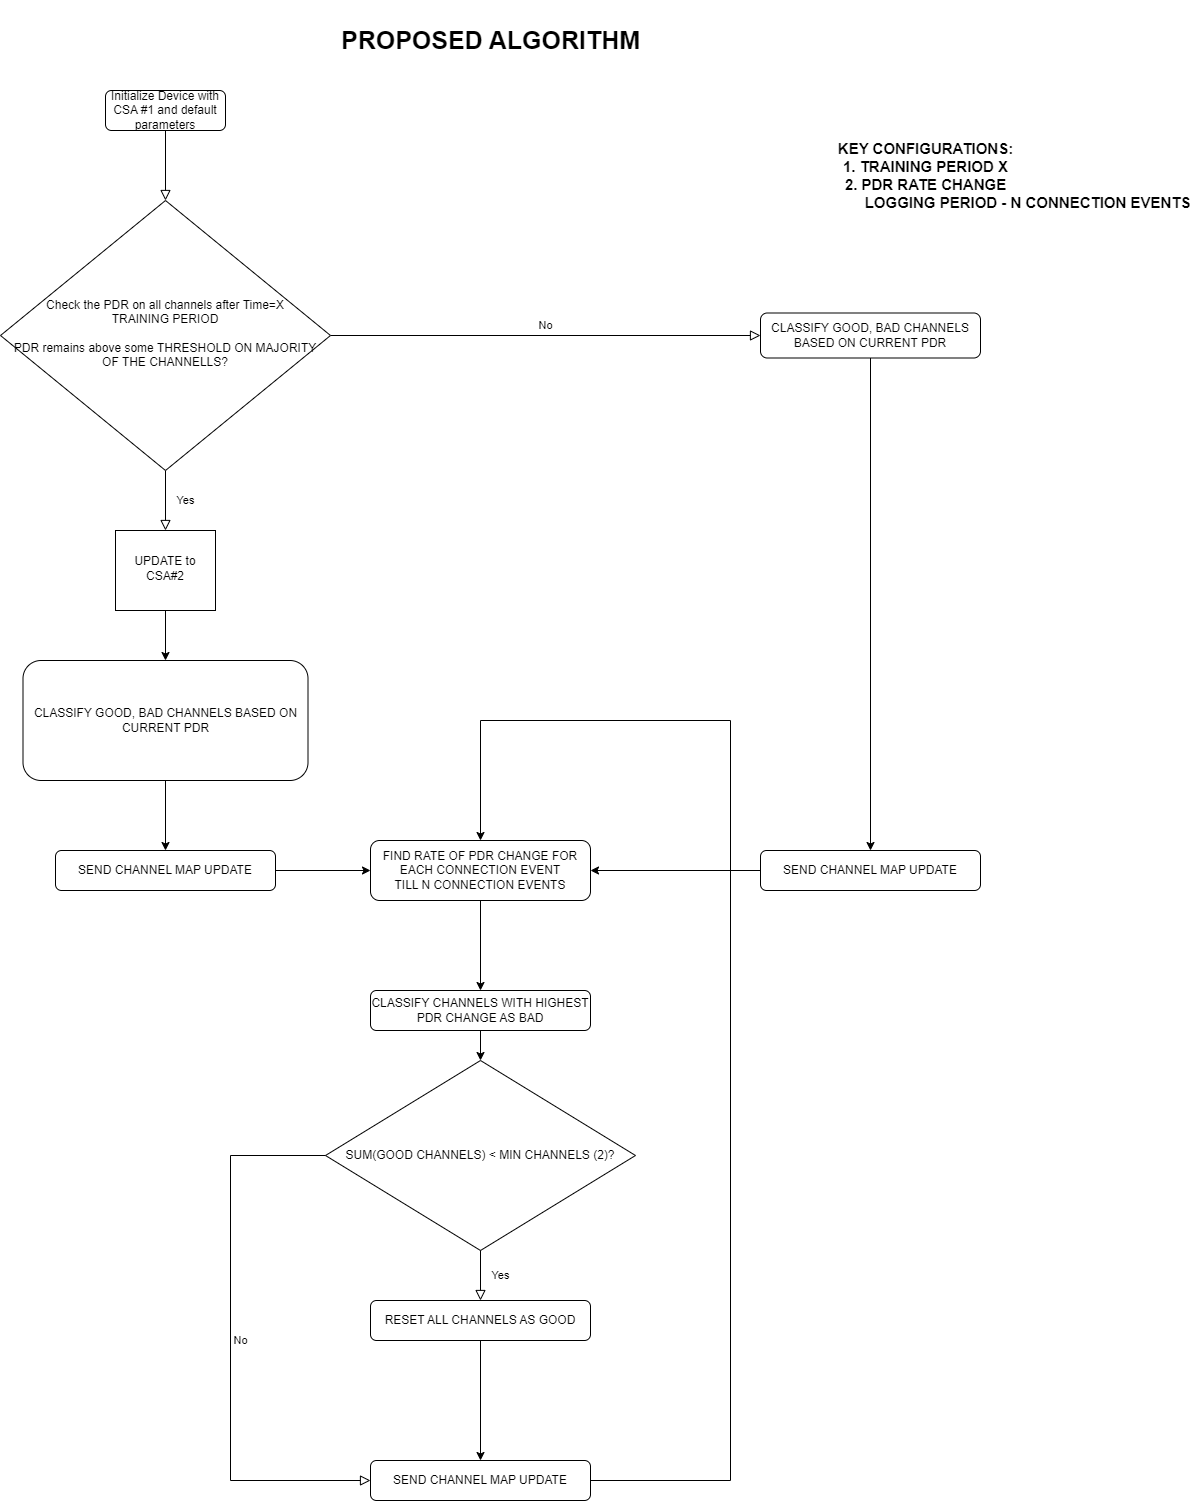 PROPOSED ALGORITHM
Initialize Device with
CSA #1 and default
parameters
KEY CONFIGURATIONS:
1. TRAINING PERIOD X
2. PDR RATE CHANGE
LOGGING PERIOD - N CONNECTION EVENTS
Check the PDR on all channels after Time=X
TRAINING PERIOD
PDR remains above some THRESHOLD ON MAJORITY
OF THE CHANNELLS?
No
CLASSIFY GOOD, BAD CHANNELS
BASED ON CURRENT PDR
Yes
UPDATE to
CSA#2
CLASSIFY GOOD, BAD CHANNELS BASED ON
CURRENT PDR
SEND CHANNEL MAP UPDATE
FIND RATE OF PDR CHANGE FOR
EACH CONNECTION EVENT
TILL N CONNECTION EVENTS
SEND CHANNEL MAP UPDATE
CLASSIFY CHANNELS WITH HIGHEST
PDR CHANGE AS BAD
SUM(GOOD CHANNELS) < MIN CHANNELS (2)?
Yes
RESET ALL CHANNELS AS GOOD
No
SEND CHANNEL MAP UPDATE